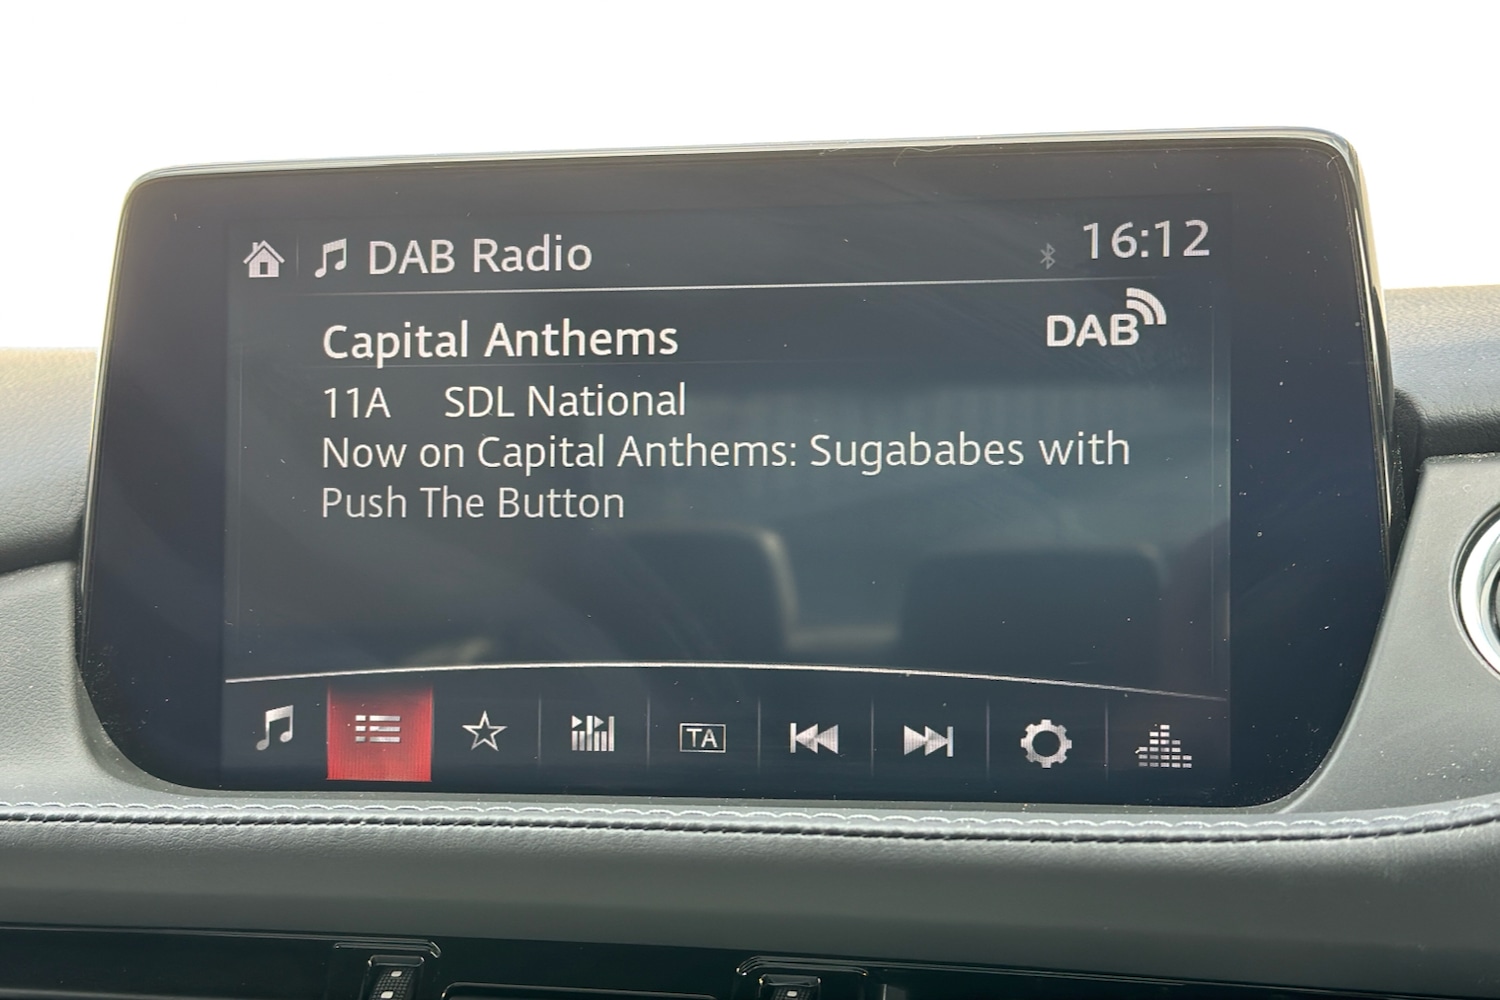 DAB Radio
16:12
Capital Anthems
DAB
11A SDL National
Now on Capital Anthems: Sugababes with
Push The Button
TA